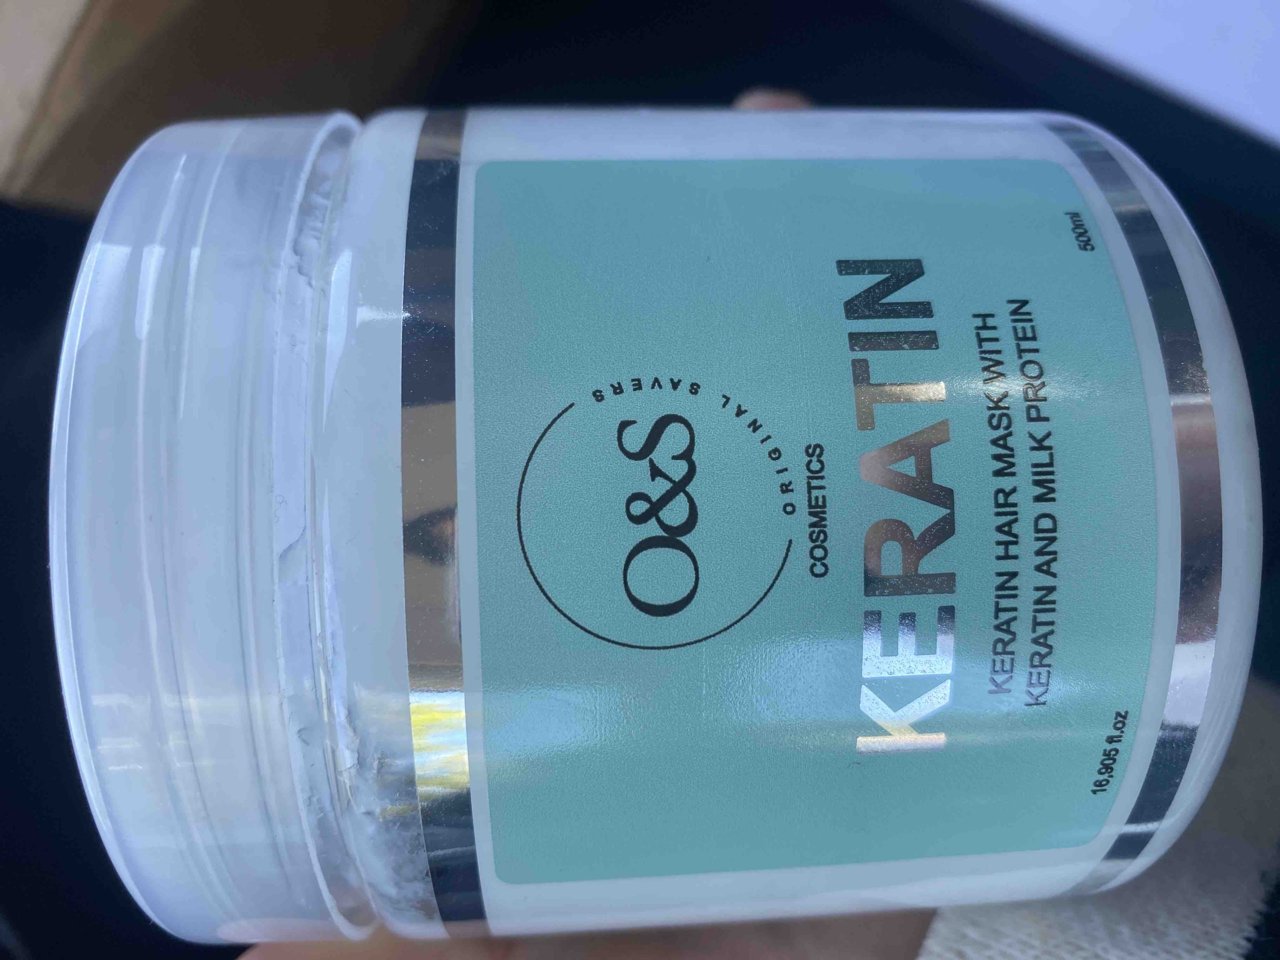 O&S
ORIGINAL SAVERS
COSMETICS
KERATIN
KERATIN HAIR MASK WITH
KERATIN AND MILK PROTEIN
16,905 fl.oz
500ml